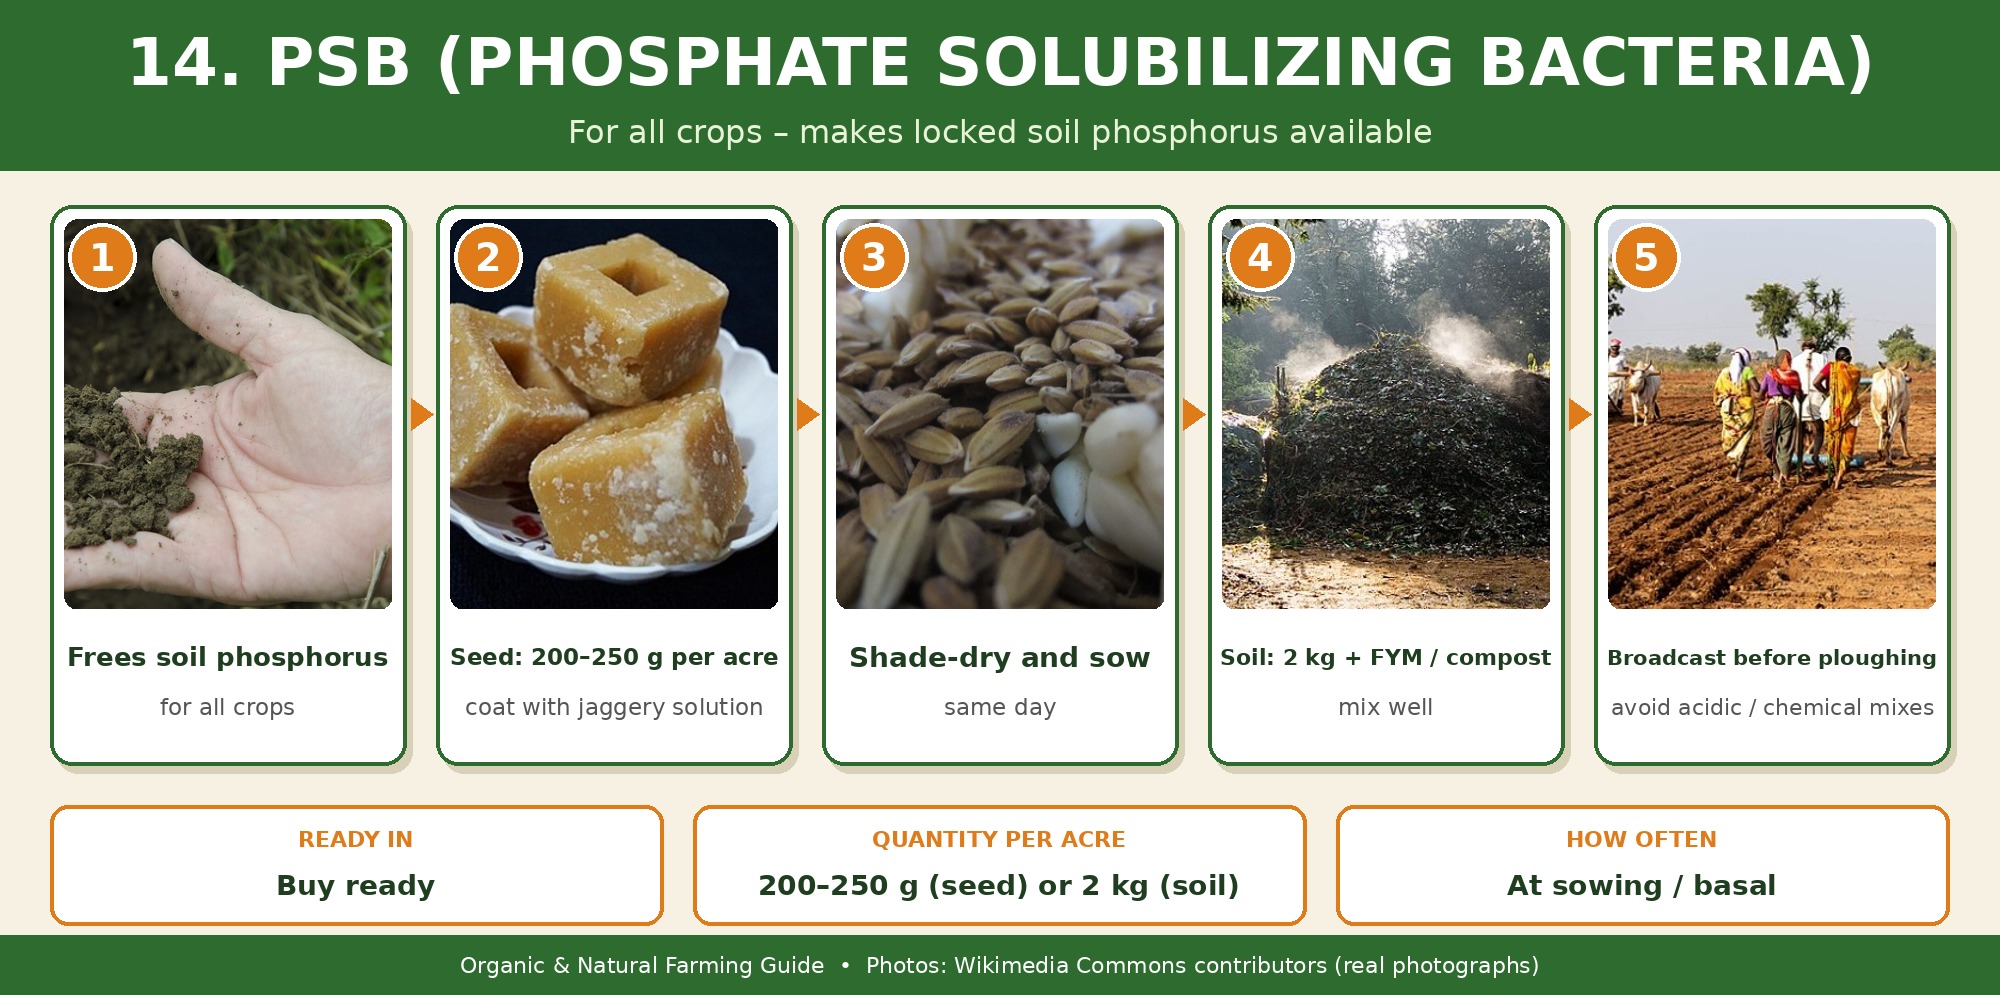 14. PSB (PHOSPHATE SOLUBILIZING BACTERIA)
For all crops – makes locked soil phosphorus available
1
Frees soil phosphorus
for all crops
2
Seed: 200–250 g per acre
coat with jaggery solution
3
Shade-dry and sow
same day
4
Soil: 2 kg + FYM / compost
mix well
5
Broadcast before ploughing
avoid acidic / chemical mixes
READY IN
Buy ready
QUANTITY PER ACRE
200–250 g (seed) or 2 kg (soil)
HOW OFTEN
At sowing / basal
Organic & Natural Farming Guide • Photos: Wikimedia Commons contributors (real photographs)